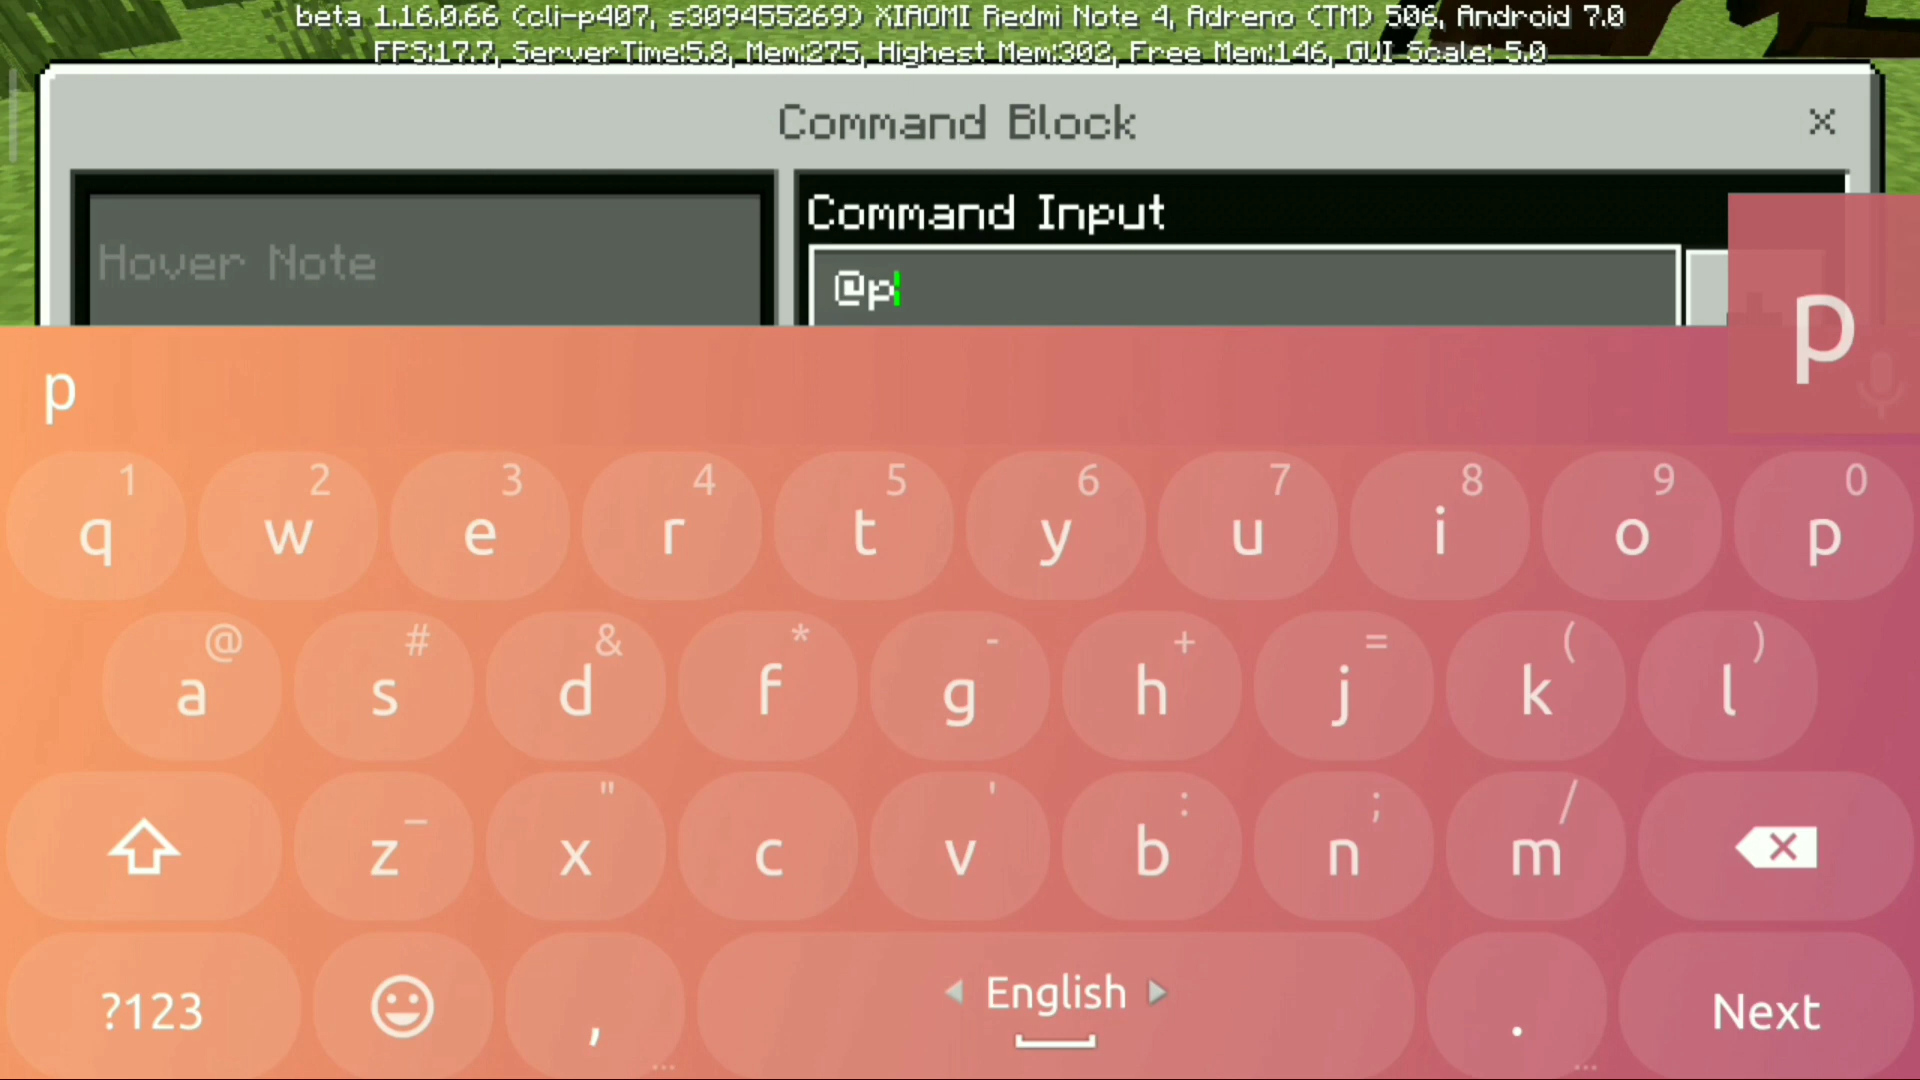 beta 1.16.0.66 (cli-p407, s309455269) XIAOMI Redmi Note 4, Adreno (TM) 506, Android 7.0
FPS:17.7, ServerTime:5.8, Mem:275, Highest Mem:302, Free Mem:146, GUI Scale: 5.0
Command Block
Hover Note
Command Input
@p
p
p
1 2 3 4 5 6 7 8 9 0
q w e r t y u i o p
@ # & * - + = ( )
a s d f g h j k l
_ " ' : ; /
z x c v b n m
?123 , English . Next